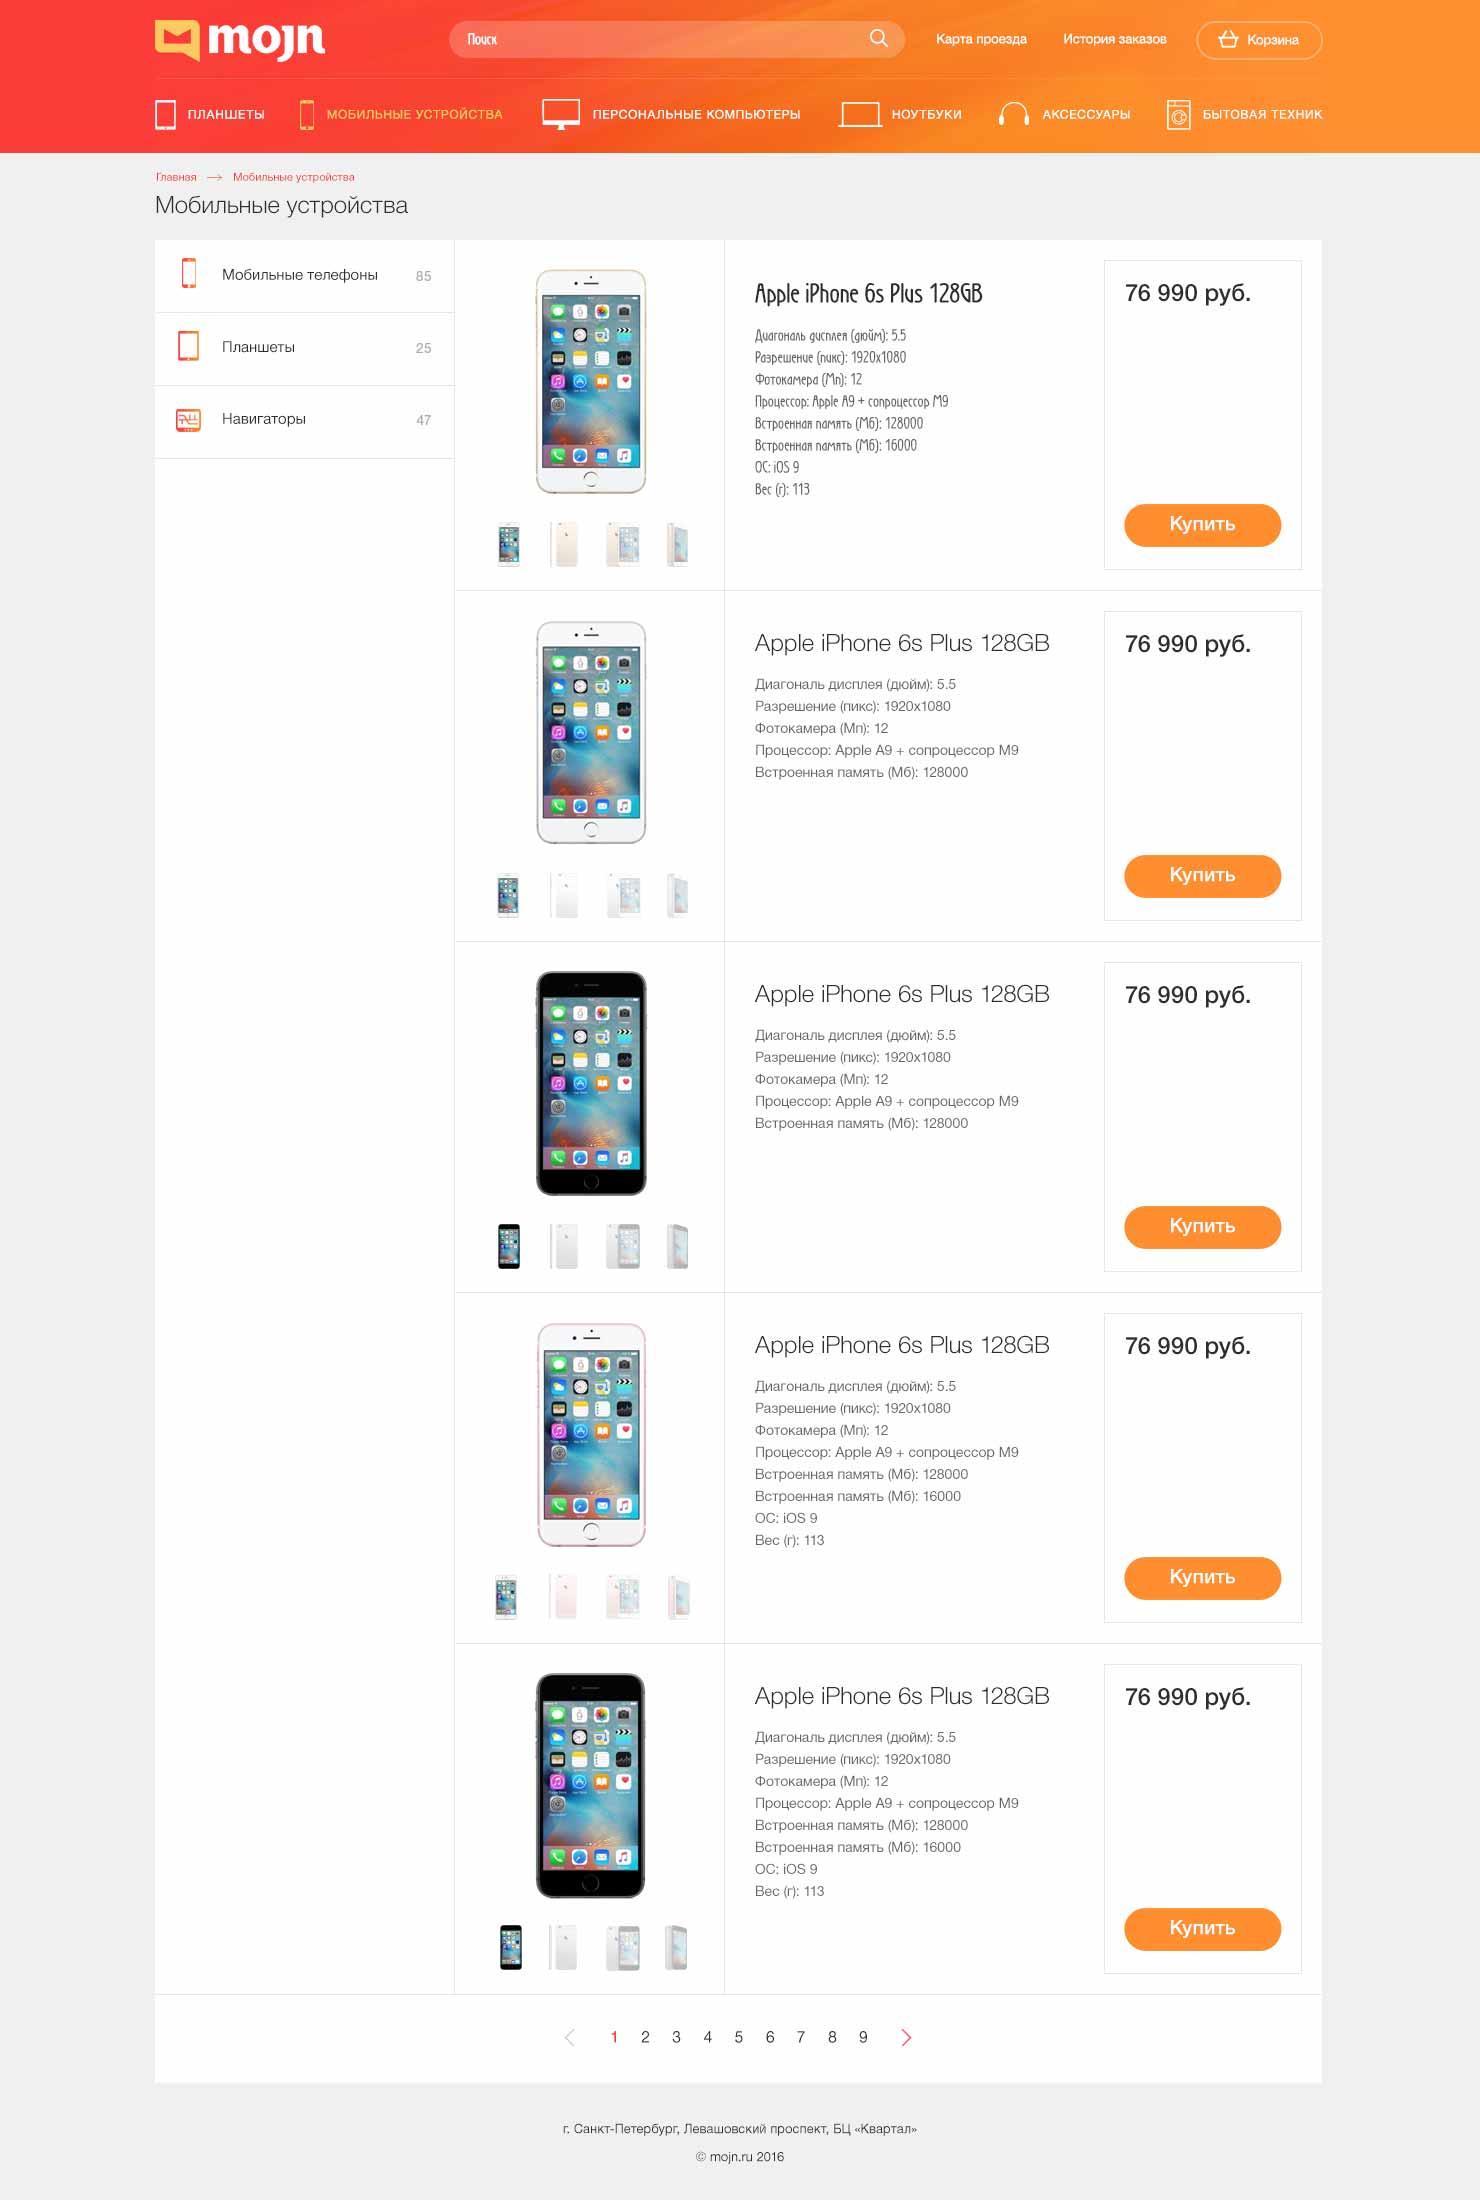 mojn
Поиск
Карта проезда
История заказов
Корзина
ПЛАНШЕТЫ
МОБИЛЬНЫЕ УСТРОЙСТВА
ПЕРСОНАЛЬНЫЕ КОМПЬЮТЕРЫ
НОУТБУКИ
АКСЕССУАРЫ
БЫТОВАЯ ТЕХНИК
Главная
Мобильные устройства
Мобильные устройства
Мобильные телефоны 85
Планшеты 25
Навигаторы 47
Apple iPhone 6s Plus 128GB
Диагональ дисплея (дюйм): 5.5
Разрешение (пикс): 1920x1080
Фотокамера (Мп): 12
Процессор: Apple A9 + сопроцессор M9
Встроенная память (Мб): 128000
Встроенная память (Мб): 16000
ОС: iOS 9
Вес (г): 113
76 990 руб.
Купить
Apple iPhone 6s Plus 128GB
Диагональ дисплея (дюйм): 5.5
Разрешение (пикс): 1920x1080
Фотокамера (Мп): 12
Процессор: Apple A9 + сопроцессор M9
Встроенная память (Мб): 128000
76 990 руб.
Купить
Apple iPhone 6s Plus 128GB
Диагональ дисплея (дюйм): 5.5
Разрешение (пикс): 1920x1080
Фотокамера (Мп): 12
Процессор: Apple A9 + сопроцессор M9
Встроенная память (Мб): 128000
76 990 руб.
Купить
Apple iPhone 6s Plus 128GB
Диагональ дисплея (дюйм): 5.5
Разрешение (пикс): 1920x1080
Фотокамера (Мп): 12
Процессор: Apple A9 + сопроцессор M9
Встроенная память (Мб): 128000
Встроенная память (Мб): 16000
ОС: iOS 9
Вес (г): 113
76 990 руб.
Купить
Apple iPhone 6s Plus 128GB
Диагональ дисплея (дюйм): 5.5
Разрешение (пикс): 1920x1080
Фотокамера (Мп): 12
Процессор: Apple A9 + сопроцессор M9
Встроенная память (Мб): 128000
Встроенная память (Мб): 16000
ОС: iOS 9
Вес (г): 113
76 990 руб.
Купить
1 2 3 4 5 6 7 8 9
г. Санкт-Петербург, Левашовский проспект, БЦ «Квартал»
© mojn.ru 2016